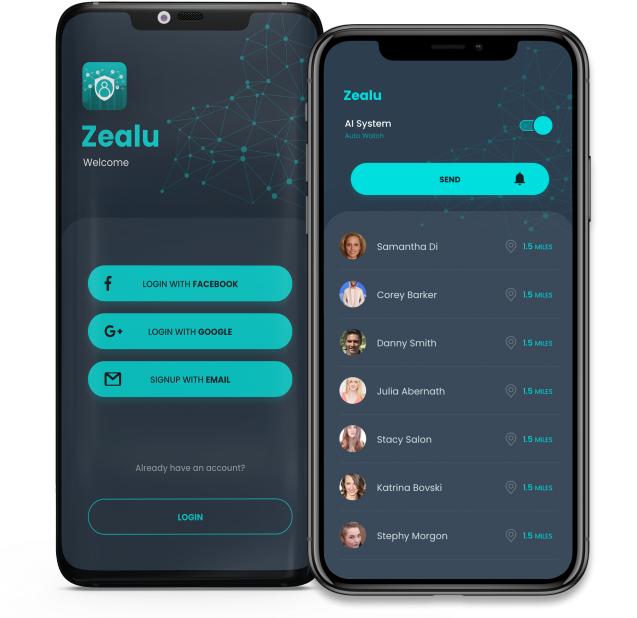 Zealu
Welcome
LOGIN WITH FACEBOOK
G+ LOGIN WITH GOOGLE
SIGNUP WITH EMAIL
Already have an account?
LOGIN
Zealu
AI System
Auto Watch
SEND
Samantha Di 1.5 MILES
Corey Barker 1.5 MILES
Danny Smith 1.5 MILES
Julia Abernath 1.5 MILES
Stacy Salon 1.5 MILES
Katrina Bovski 1.5 MILES
Stephy Morgon 1.5 MILES